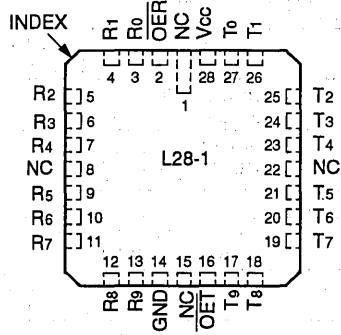 INDEX
R1 R0 OER NC VCC T0 T1
4 3 2 1 28 27 26
R2 5 25 T2
R3 6 24 T3
R4 7 23 T4
NC 8 L28-1 22 NC
R5 9 21 T5
R6 10 20 T6
R7 11 19 T7
12 13 14 15 16 17 18
R8 R9 GND NC OET T9 T8